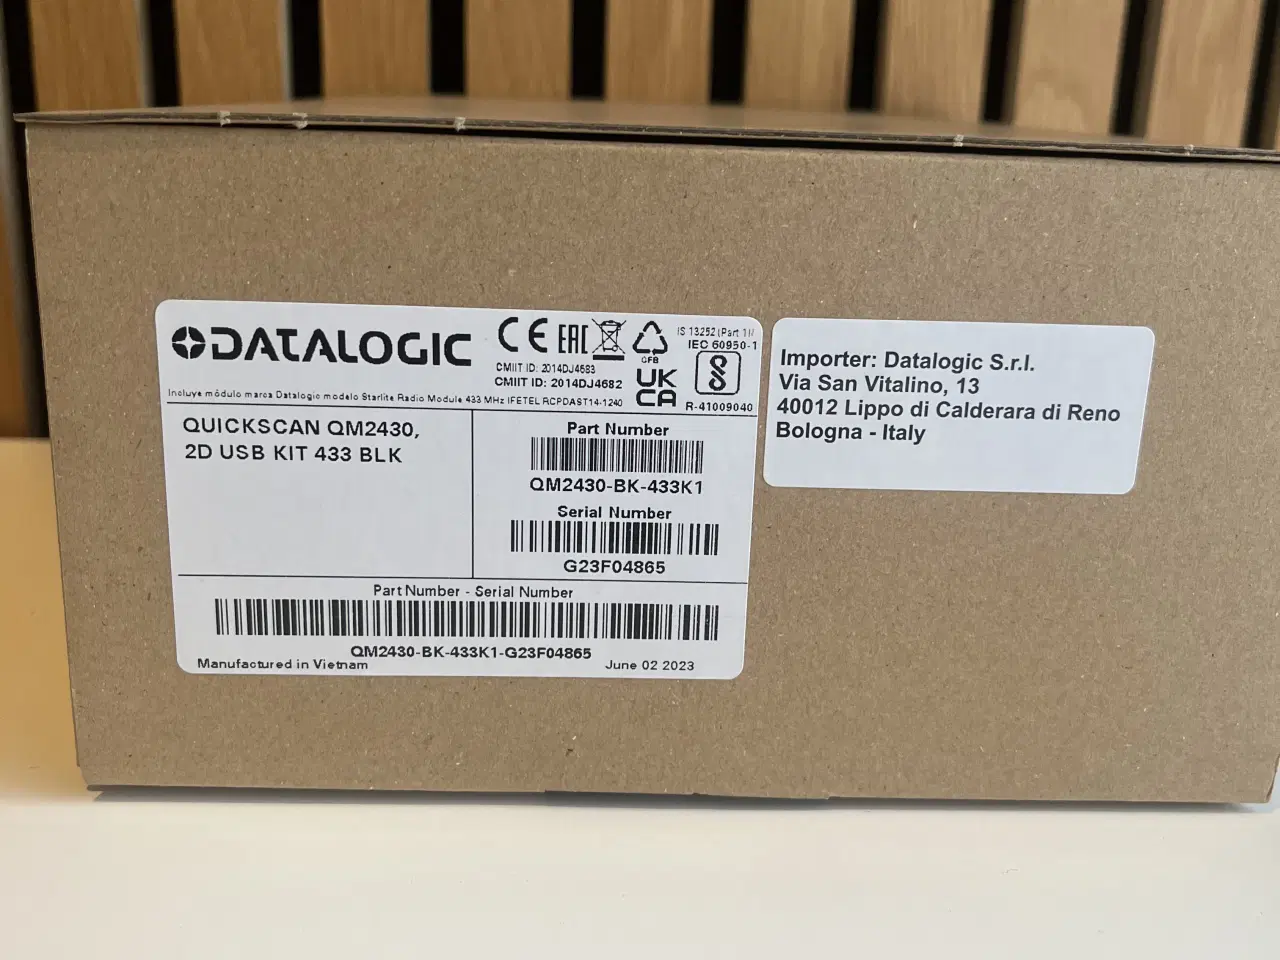 DATALOGIC
CE EAC
CFB
IS 13252 (Part 1)/
IEC 60950-1
CMIIT ID: 2014DJ4683
CMIIT ID: 2014DJ4682
UK
CA
R-41009040
Incluye módulo marca Datalogic modelo Starlite Radio Module 433 MHz IFETEL RCPDAST14-1240
QUICKSCAN QM2430,
2D USB KIT 433 BLK
Part Number
QM2430-BK-433K1
Serial Number
G23F04865
Part Number - Serial Number
QM2430-BK-433K1-G23F04865
Manufactured in Vietnam
June 02 2023
Importer: Datalogic S.r.l.
Via San Vitalino, 13
40012 Lippo di Calderara di Reno
Bologna - Italy